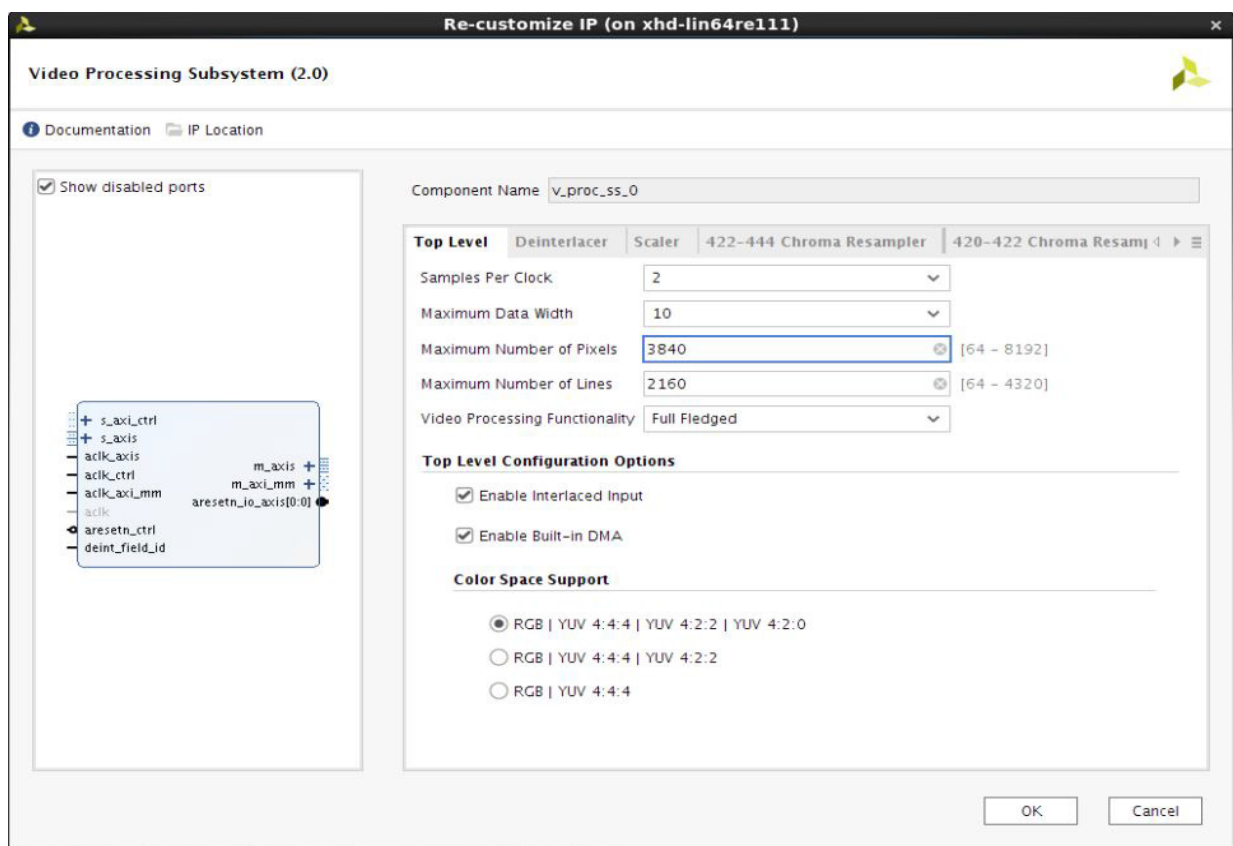 Re-customize IP (on xhd-lin64re111)
Video Processing Subsystem (2.0)
Documentation IP Location
Show disabled ports
s_axi_ctrl
s_axis
aclk_axis
aclk_ctrl
aclk_axi_mm
aclk
aresetn_ctrl
deint_field_id
m_axis
m_axi_mm
aresetn_io_axis[0:0]
Component Name v_proc_ss_0
Top Level Deinterlacer Scaler 422-444 Chroma Resampler 420-422 Chroma Resamp
Samples Per Clock 2
Maximum Data Width 10
Maximum Number of Pixels 3840 [64 - 8192]
Maximum Number of Lines 2160 [64 - 4320]
Video Processing Functionality Full Fledged
Top Level Configuration Options
Enable Interlaced Input
Enable Built-in DMA
Color Space Support
RGB | YUV 4:4:4 | YUV 4:2:2 | YUV 4:2:0
RGB | YUV 4:4:4 | YUV 4:2:2
RGB | YUV 4:4:4
OK Cancel